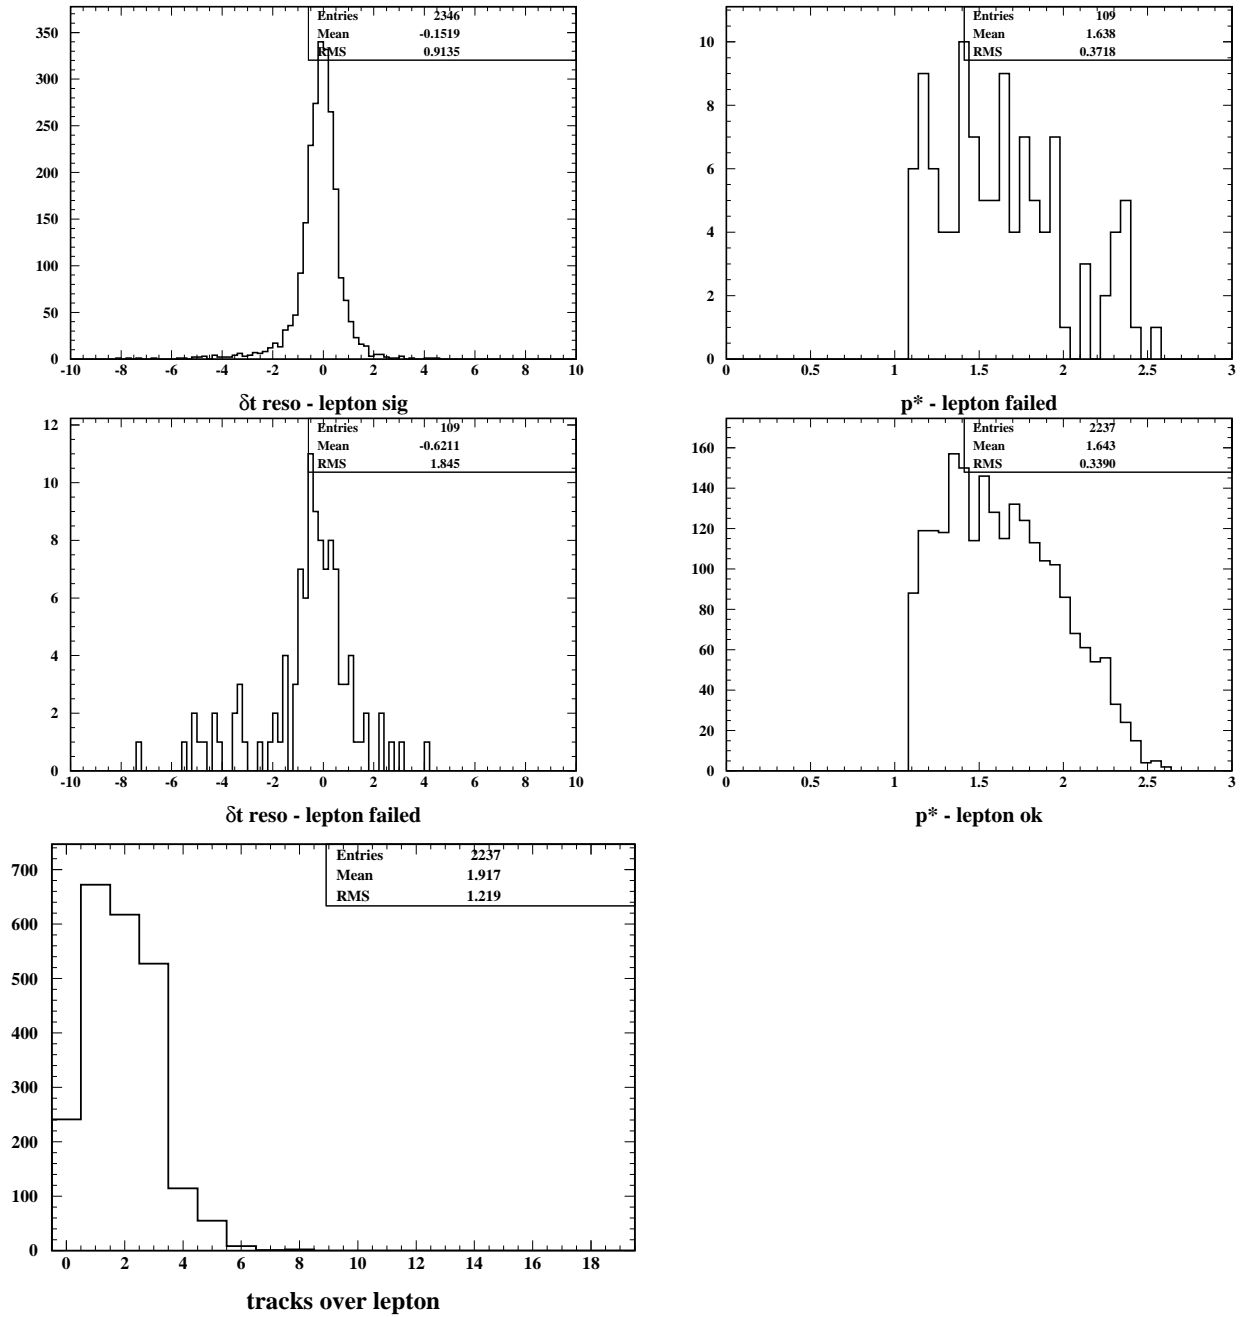 Entries 2346
Mean -0.1519
RMS 0.9135
350
300
250
200
150
100
50
0
-10 -8 -6 -4 -2 0 2 4 6 8 10
δt reso - lepton sig
Entries 109
Mean 1.638
RMS 0.3718
10
8
6
4
2
0
0 0.5 1 1.5 2 2.5 3
p* - lepton failed
Entries 109
Mean -0.6211
RMS 1.845
12
10
8
6
4
2
0
-10 -8 -6 -4 -2 0 2 4 6 8 10
δt reso - lepton failed
Entries 2237
Mean 1.643
RMS 0.3390
160
140
120
100
80
60
40
20
0
0 0.5 1 1.5 2 2.5 3
p* - lepton ok
Entries 2237
Mean 1.917
RMS 1.219
700
600
500
400
300
200
100
0
0 2 4 6 8 10 12 14 16 18
tracks over lepton